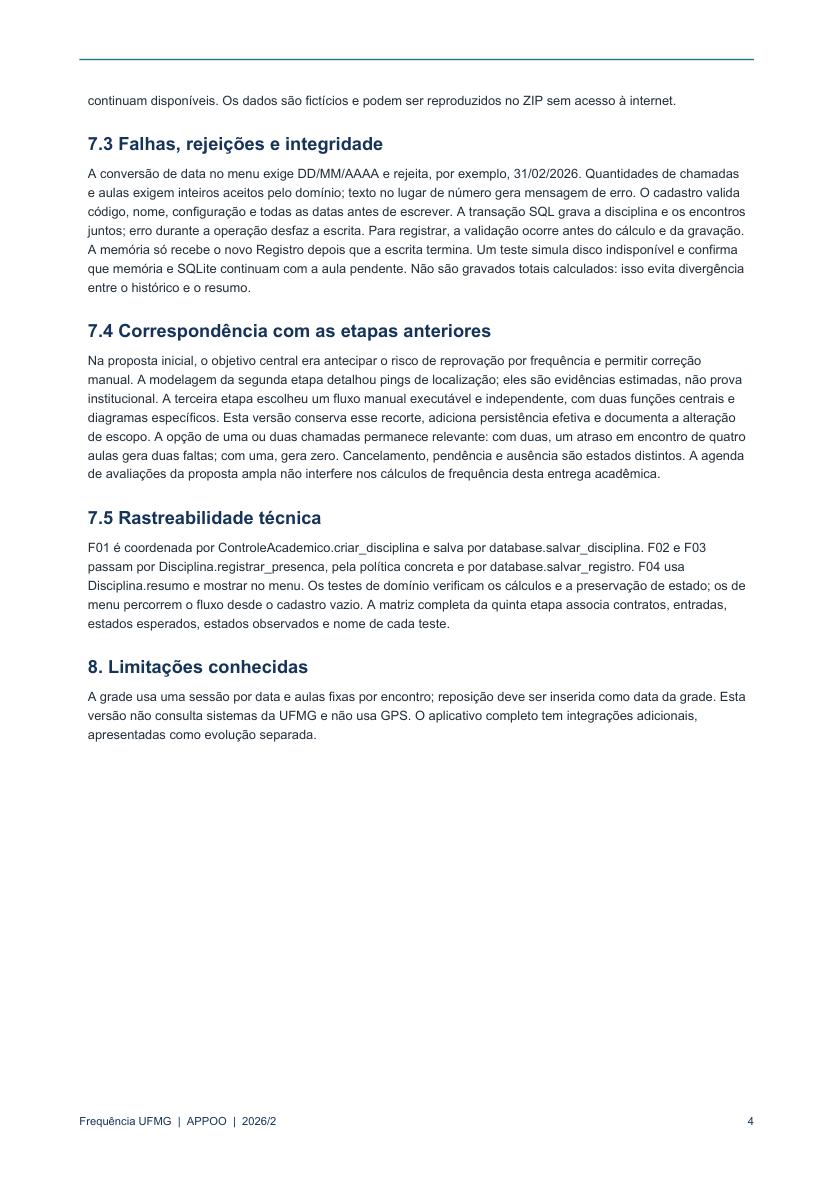 continuam disponíveis. Os dados são fictícios e podem ser reproduzidos no ZIP sem acesso à internet.
7.3 Falhas, rejeições e integridade
A conversão de data no menu exige DD/MM/AAAA e rejeita, por exemplo, 31/02/2026. Quantidades de chamadas
e aulas exigem inteiros aceitos pelo domínio; texto no lugar de número gera mensagem de erro. O cadastro valida
código, nome, configuração e todas as datas antes de escrever. A transação SQL grava a disciplina e os encontros
juntos; erro durante a operação desfaz a escrita. Para registrar, a validação ocorre antes do cálculo e da gravação.
A memória só recebe o novo Registro depois que a escrita termina. Um teste simula disco indisponível e confirma
que memória e SQLite continuam com a aula pendente. Não são gravados totais calculados: isso evita divergência
entre o histórico e o resumo.
7.4 Correspondência com as etapas anteriores
Na proposta inicial, o objetivo central era antecipar o risco de reprovação por frequência e permitir correção
manual. A modelagem da segunda etapa detalhou pings de localização; eles são evidências estimadas, não prova
institucional. A terceira etapa escolheu um fluxo manual executável e independente, com duas funções centrais e
diagramas específicos. Esta versão conserva esse recorte, adiciona persistência efetiva e documenta a alteração
de escopo. A opção de uma ou duas chamadas permanece relevante: com duas, um atraso em encontro de quatro
aulas gera duas faltas; com uma, gera zero. Cancelamento, pendência e ausência são estados distintos. A agenda
de avaliações da proposta ampla não interfere nos cálculos de frequência desta entrega acadêmica.
7.5 Rastreabilidade técnica
F01 é coordenada por ControleAcademico.criar_disciplina e salva por database.salvar_disciplina. F02 e F03
passam por Disciplina.registrar_presenca, pela política concreta e por database.salvar_registro. F04 usa
Disciplina.resumo e mostrar no menu. Os testes de domínio verificam os cálculos e a preservação de estado; os de
menu percorrem o fluxo desde o cadastro vazio. A matriz completa da quinta etapa associa contratos, entradas,
estados esperados, estados observados e nome de cada teste.
8. Limitações conhecidas
A grade usa uma sessão por data e aulas fixas por encontro; reposição deve ser inserida como data da grade. Esta
versão não consulta sistemas da UFMG e não usa GPS. O aplicativo completo tem integrações adicionais,
apresentadas como evolução separada.
Frequência UFMG | APPOO | 2026/2
4